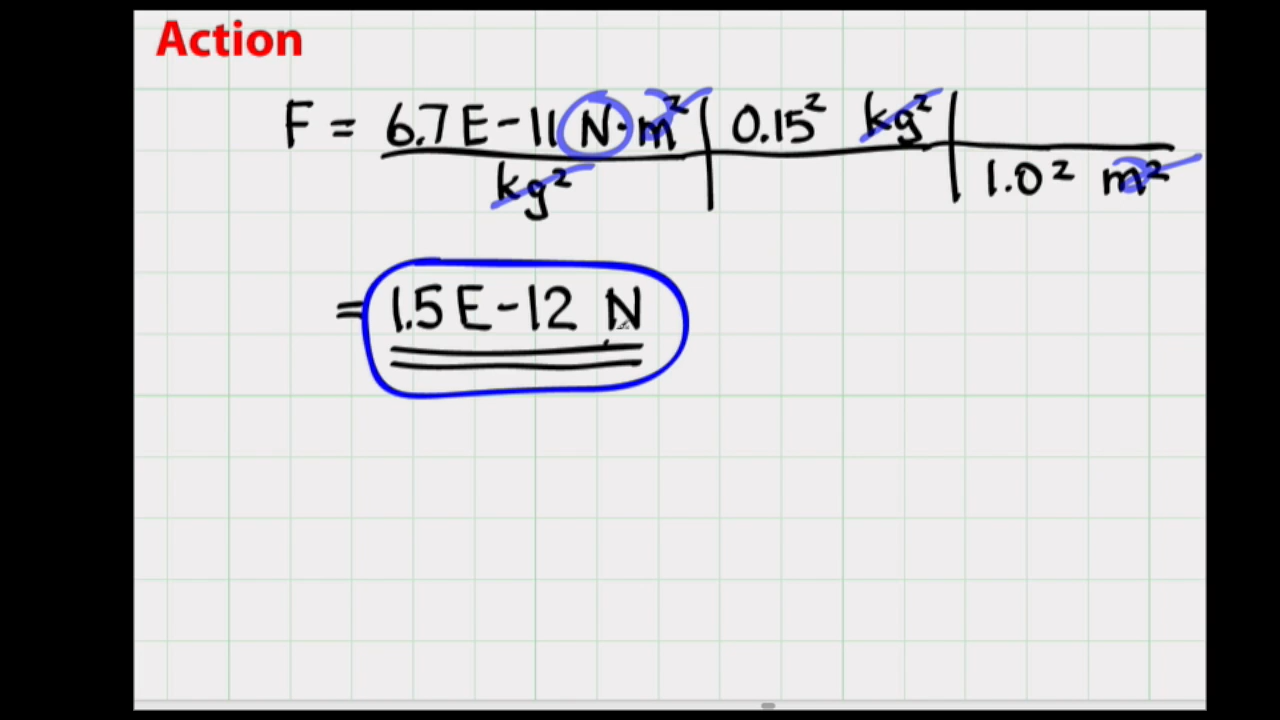 Action
F = 6.7 E-11 N·m² | 0.15² kg² |
kg² 1.0² m²
= 1.5 E-12 N